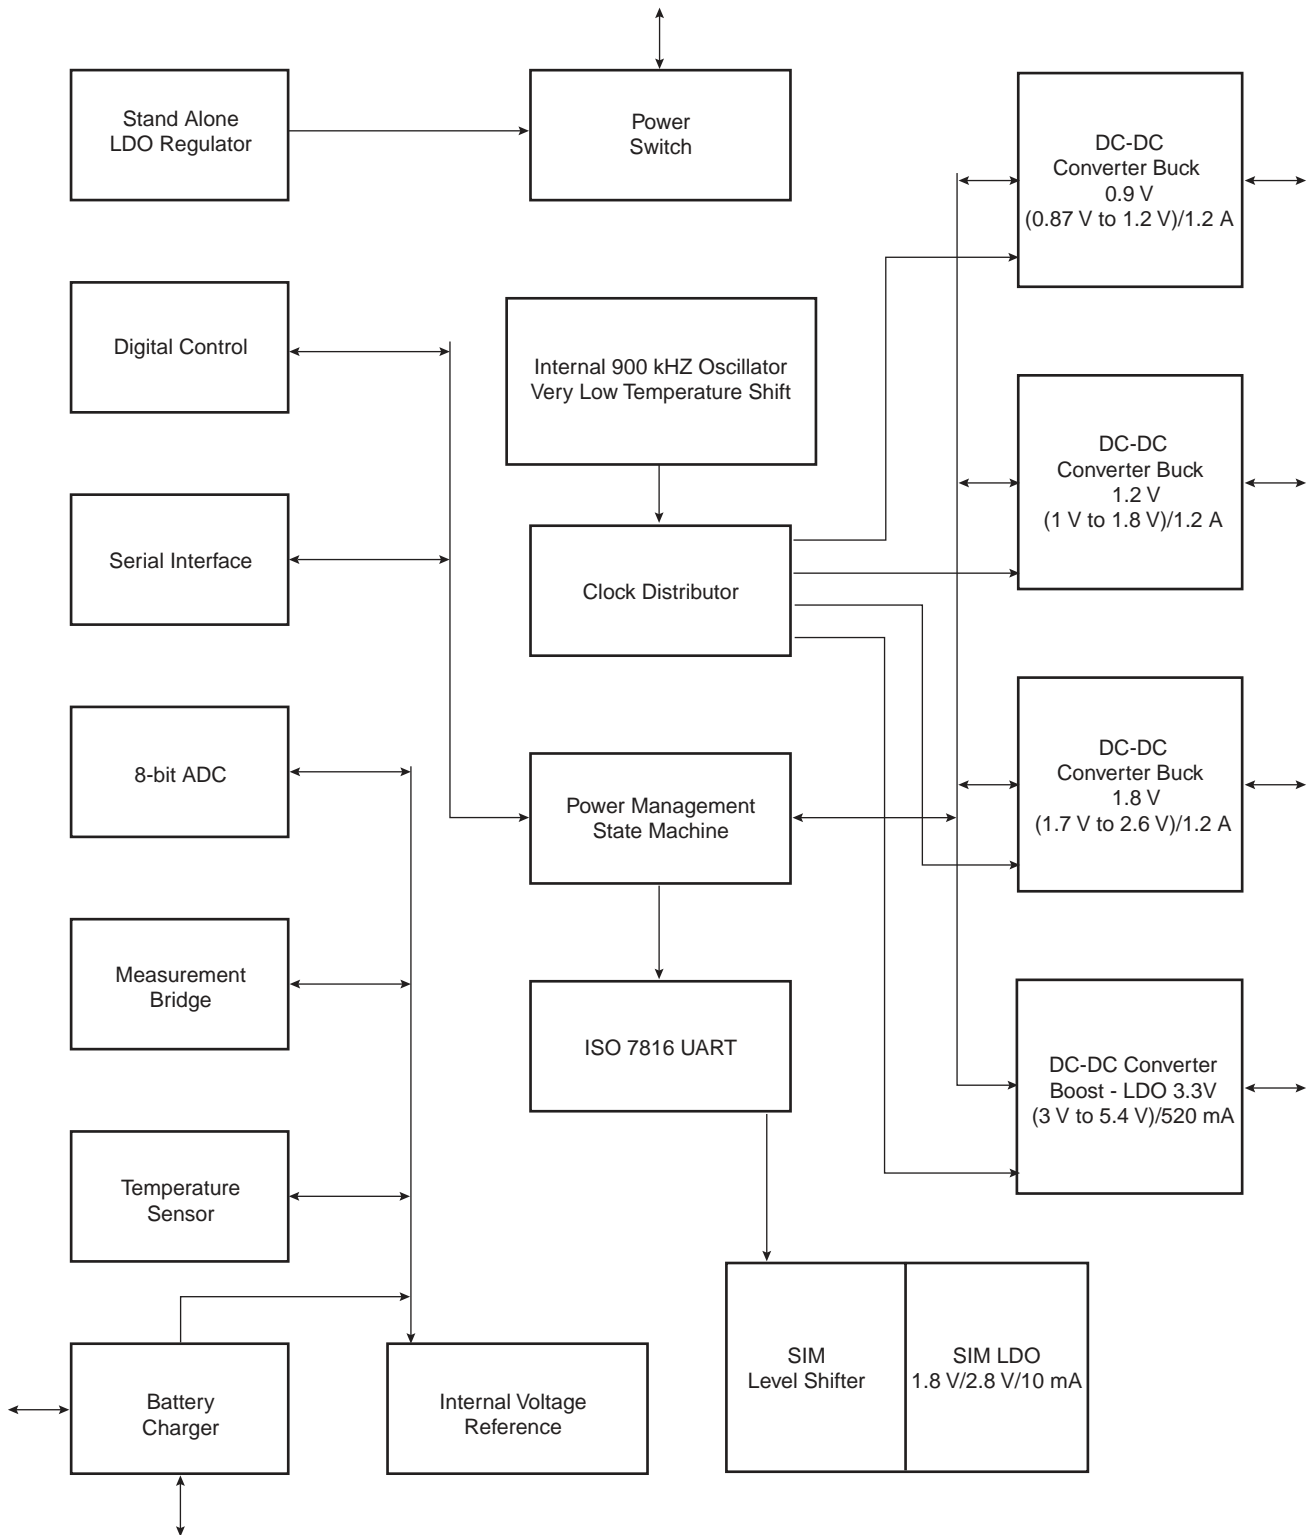 Stand Alone
LDO Regulator
Power
Switch
DC-DC
Converter Buck
0.9 V
(0.87 V to 1.2 V)/1.2 A
Digital Control
Internal 900 kHZ Oscillator
Very Low Temperature Shift
DC-DC
Converter Buck
1.2 V
(1 V to 1.8 V)/1.2 A
Serial Interface
Clock Distributor
8-bit ADC
Power Management
State Machine
DC-DC
Converter Buck
1.8 V
(1.7 V to 2.6 V)/1.2 A
Measurement
Bridge
ISO 7816 UART
DC-DC Converter
Boost - LDO 3.3V
(3 V to 5.4 V)/520 mA
Temperature
Sensor
Battery
Charger
Internal Voltage
Reference
SIM
Level Shifter
SIM LDO
1.8 V/2.8 V/10 mA